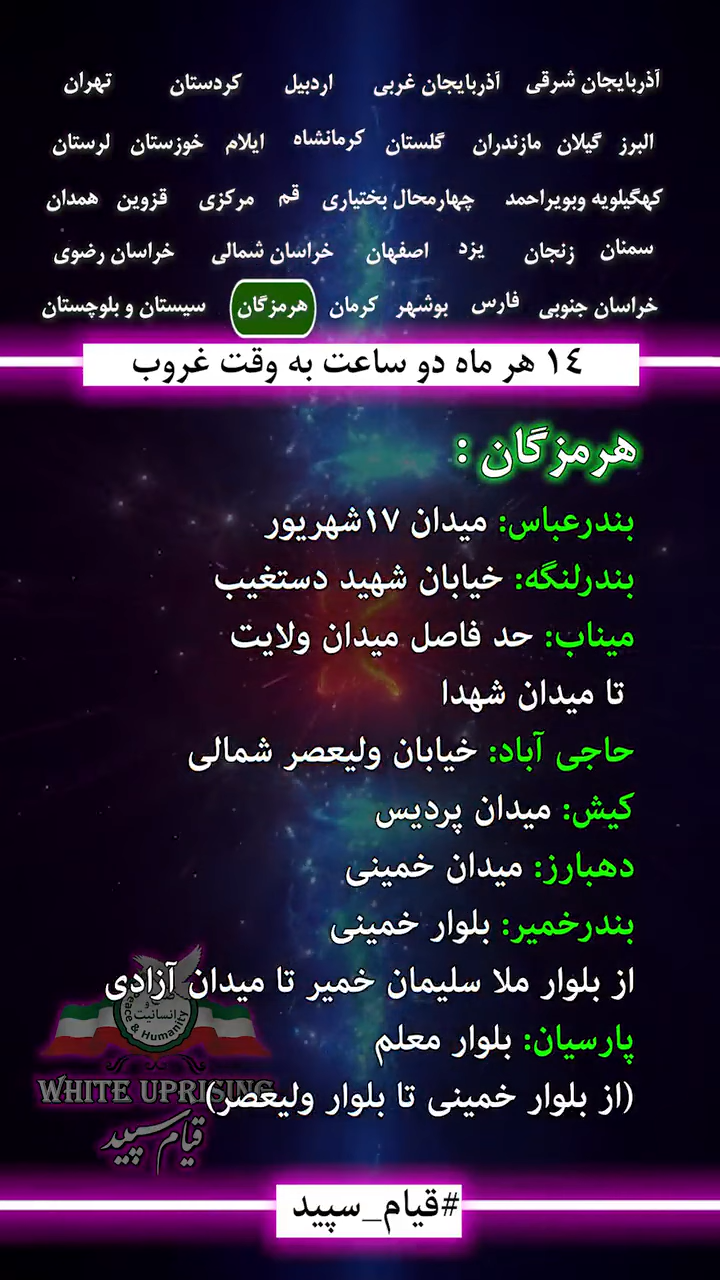 آذربایجان شرقی آذربایجان غربی اردبیل کردستان تهران
البرز گیلان مازندران گلستان کرمانشاه ایلام خوزستان لرستان
کهگیلویه وبویراحمد چهارمحال بختیاری قم مرکزی قزوین همدان
سمنان زنجان یزد اصفهان خراسان شمالی خراسان رضوی
خراسان جنوبی فارس بوشهر کرمان هرمزگان سیستان و بلوچستان
۱٤ هر ماه دو ساعت به وقت غروب
هرمزگان :
بندرعباس: میدان ۱۷شهریور
بندرلنگه: خیابان شهید دستغیب
میناب: حد فاصل میدان ولایت
تا میدان شهدا
حاجی آباد: خیابان ولیعصر شمالی
کیش: میدان پردیس
دهبارز: میدان خمینی
بندرخمیر: بلوار خمینی
از بلوار ملا سلیمان خمیر تا میدان آزادی
پارسیان: بلوار معلم
(از بلوار خمینی تا بلوار ولیعصر)
صلح و
انسانیت
Peace & Humanity
WHITE UPRISING
قیام سپید
#قیام_سپید